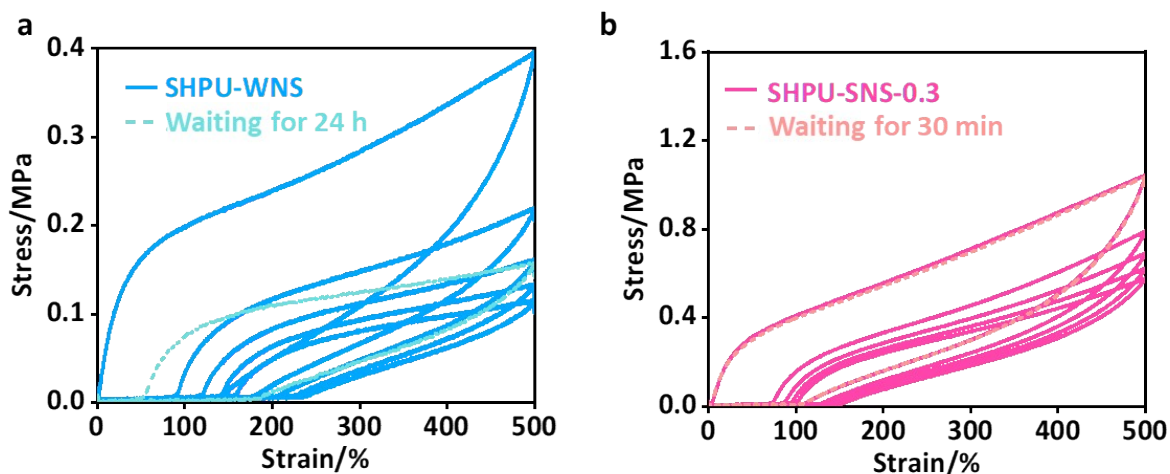 a
0.4
0.3
0.2
0.1
0.0
Stress/MPa
SHPU-WNS
Waiting for 24 h
0 100 200 300 400 500
Strain/%
b
1.6
1.2
0.8
0.4
0.0
Stress/MPa
SHPU-SNS-0.3
Waiting for 30 min
0 100 200 300 400 500
Strain/%